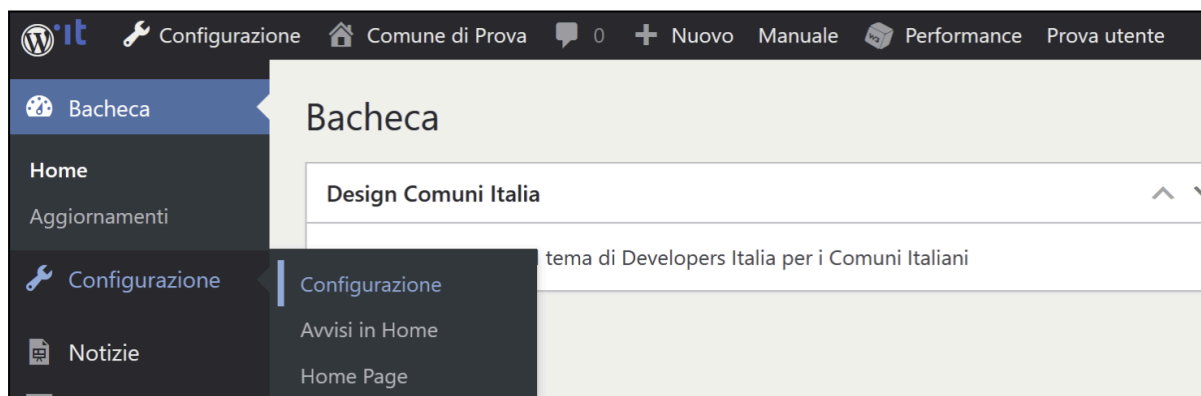 it Configurazione Comune di Prova 0 Nuovo Manuale Performance Prova utente
Bacheca
Bacheca
Home
Design Comuni Italia
Aggiornamenti
tema di Developers Italia per i Comuni Italiani
Configurazione
Configurazione
Avvisi in Home
Notizie
Home Page